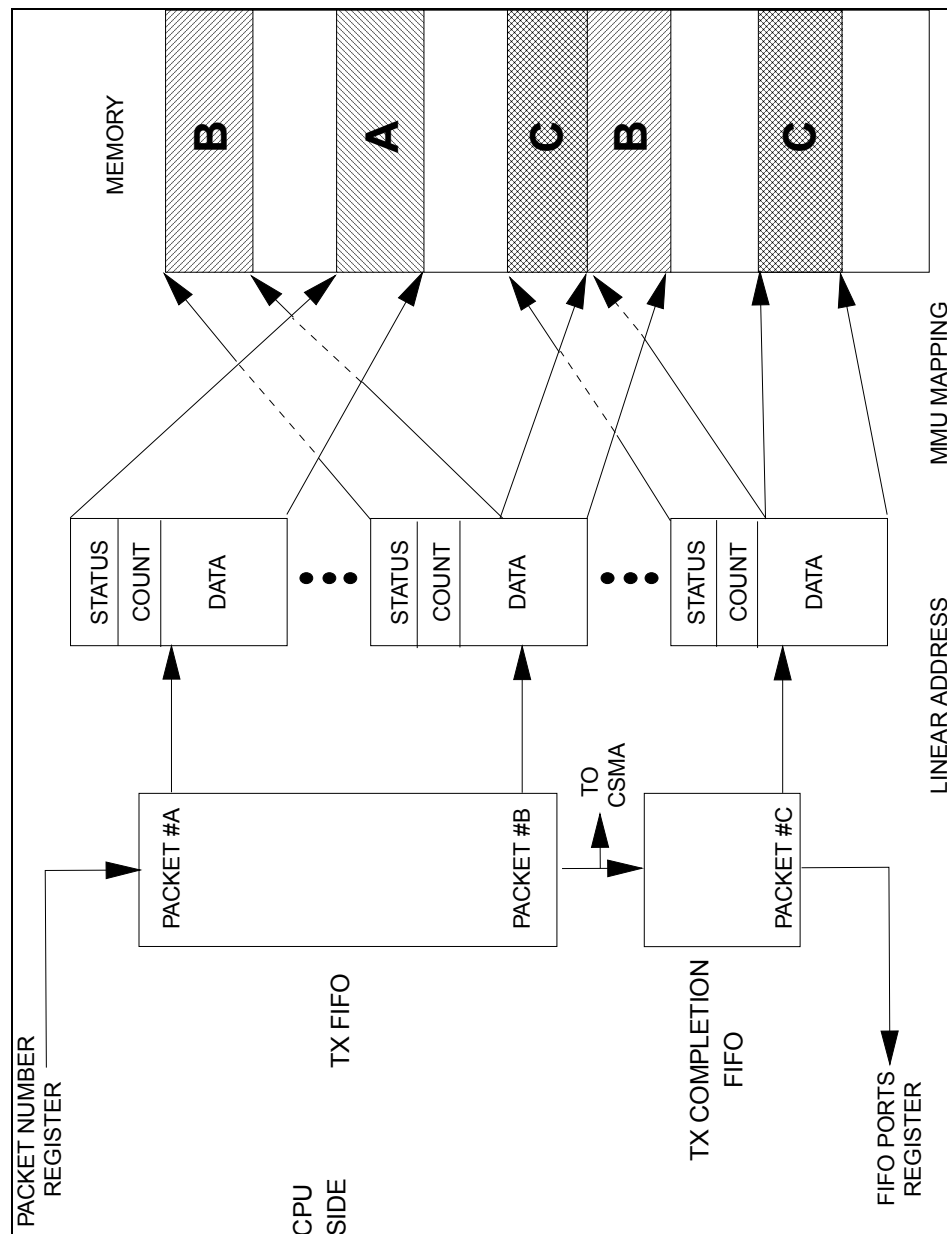 PACKET NUMBER
REGISTER
CPU
SIDE
TX FIFO
PACKET #A
PACKET #B
TO
CSMA
TX COMPLETION
FIFO
PACKET #C
FIFO PORTS
REGISTER
STATUS
COUNT
DATA
STATUS
COUNT
DATA
STATUS
COUNT
DATA
LINEAR ADDRESS
MMU MAPPING
MEMORY
B
A
C
B
C